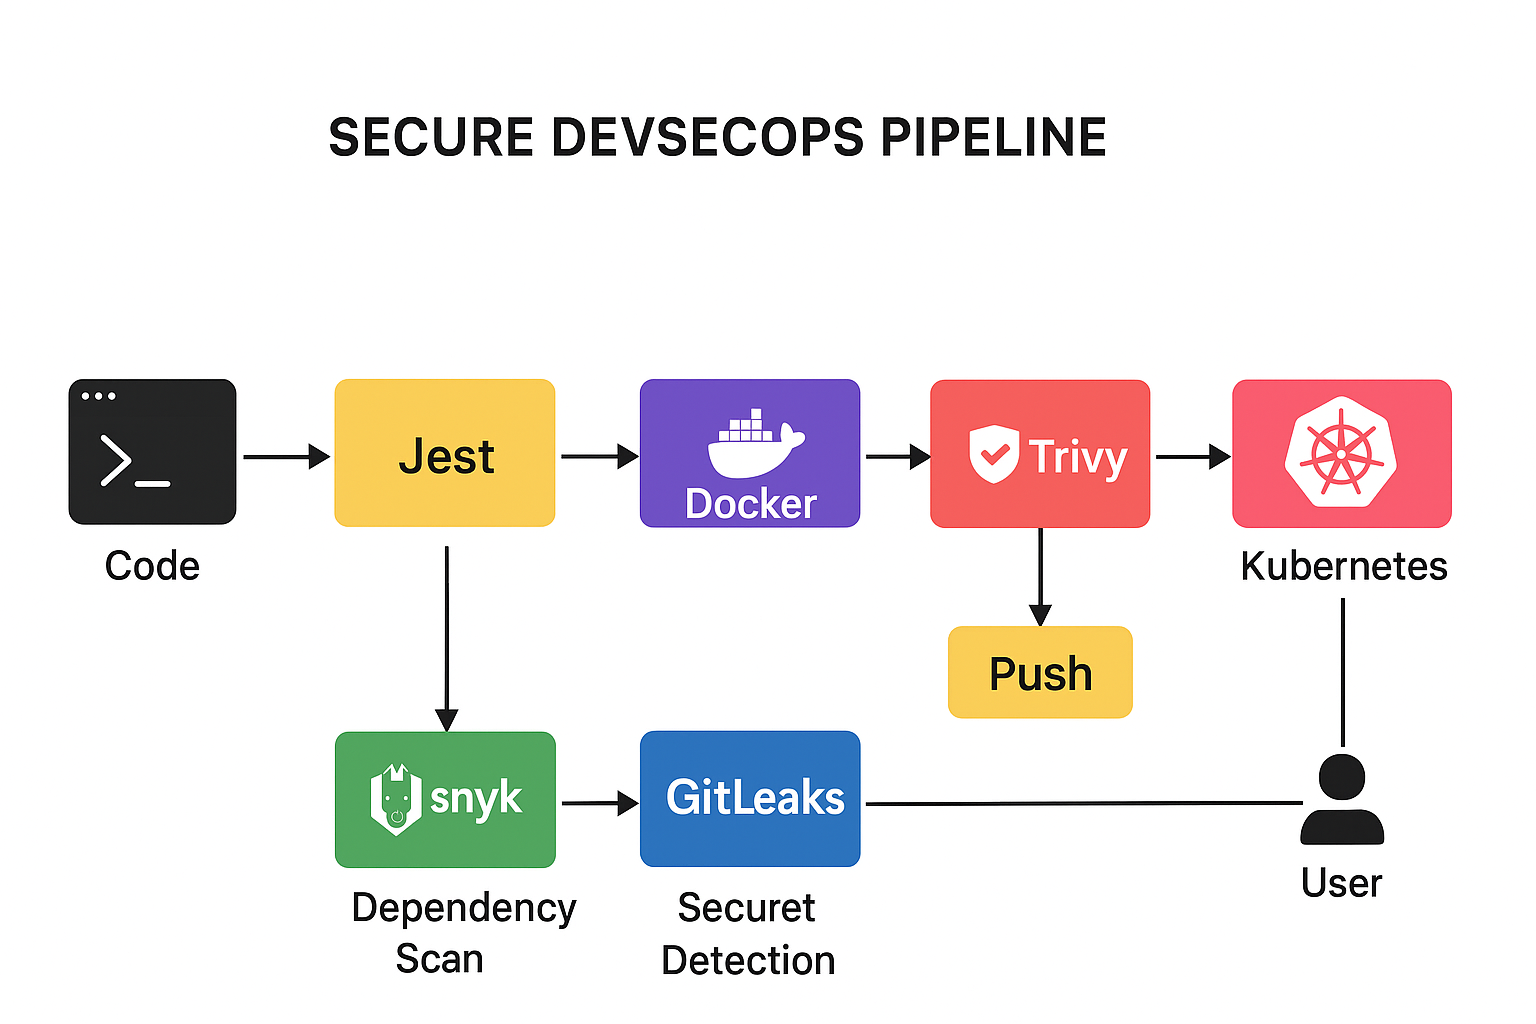 SECURE DEVSECOPS PIPELINE
Code
Jest
Docker
Trivy
Kubernetes
Push
snyk
GitLeaks
Dependency
Scan
Securet
Detection
User